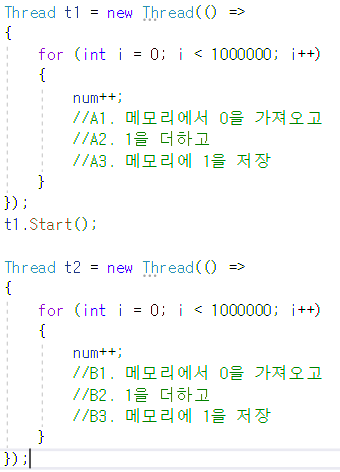 Thread t1 = new Thread(() =>
{
for (int i = 0; i < 1000000; i++)
{
num++;
//A1. 메모리에서 0을 가져오고
//A2. 1을 더하고
//A3. 메모리에 1을 저장
}
});
t1.Start();
Thread t2 = new Thread(() =>
{
for (int i = 0; i < 1000000; i++)
{
num++;
//B1. 메모리에서 0을 가져오고
//B2. 1을 더하고
//B3. 메모리에 1을 저장
}
});